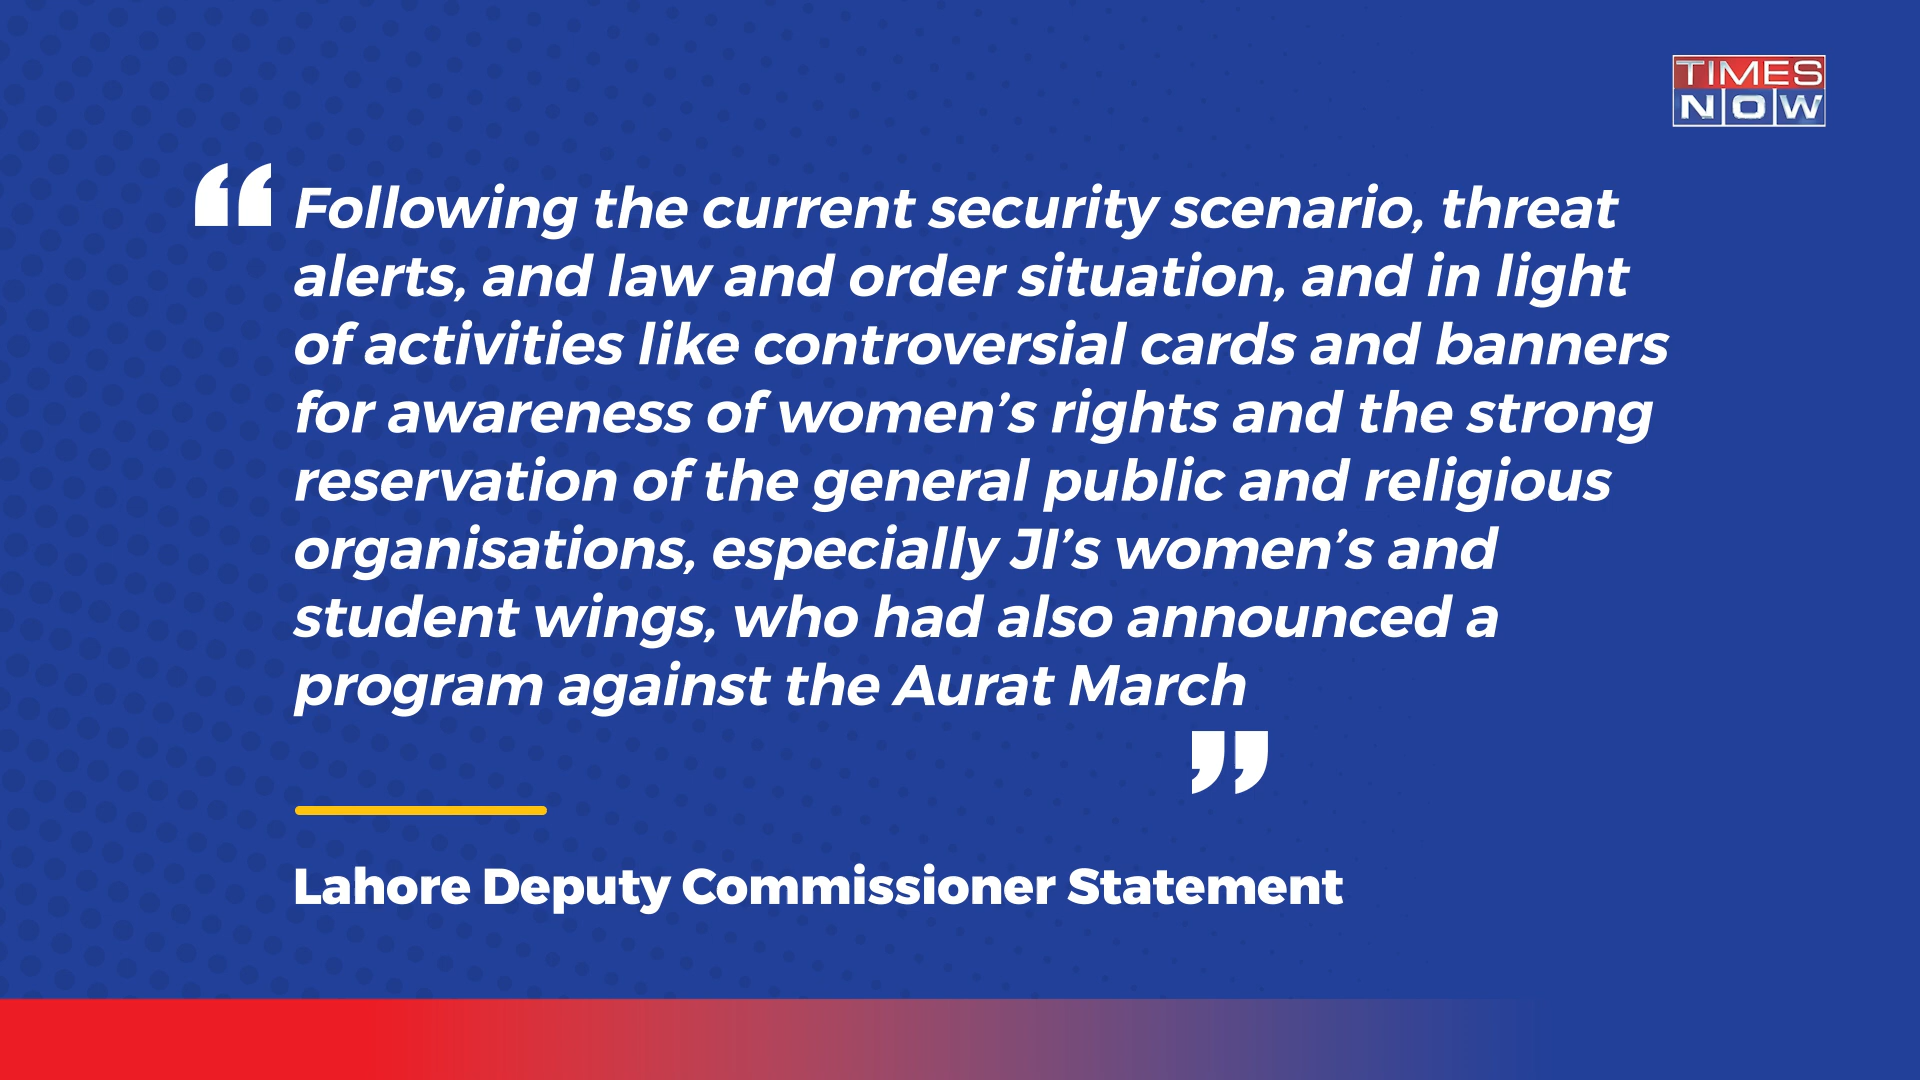 TIMES
NOW
“Following the current security scenario, threat
alerts, and law and order situation, and in light
of activities like controversial cards and banners
for awareness of women’s rights and the strong
reservation of the general public and religious
organisations, especially JI’s women’s and
student wings, who had also announced a
program against the Aurat March
”
Lahore Deputy Commissioner Statement